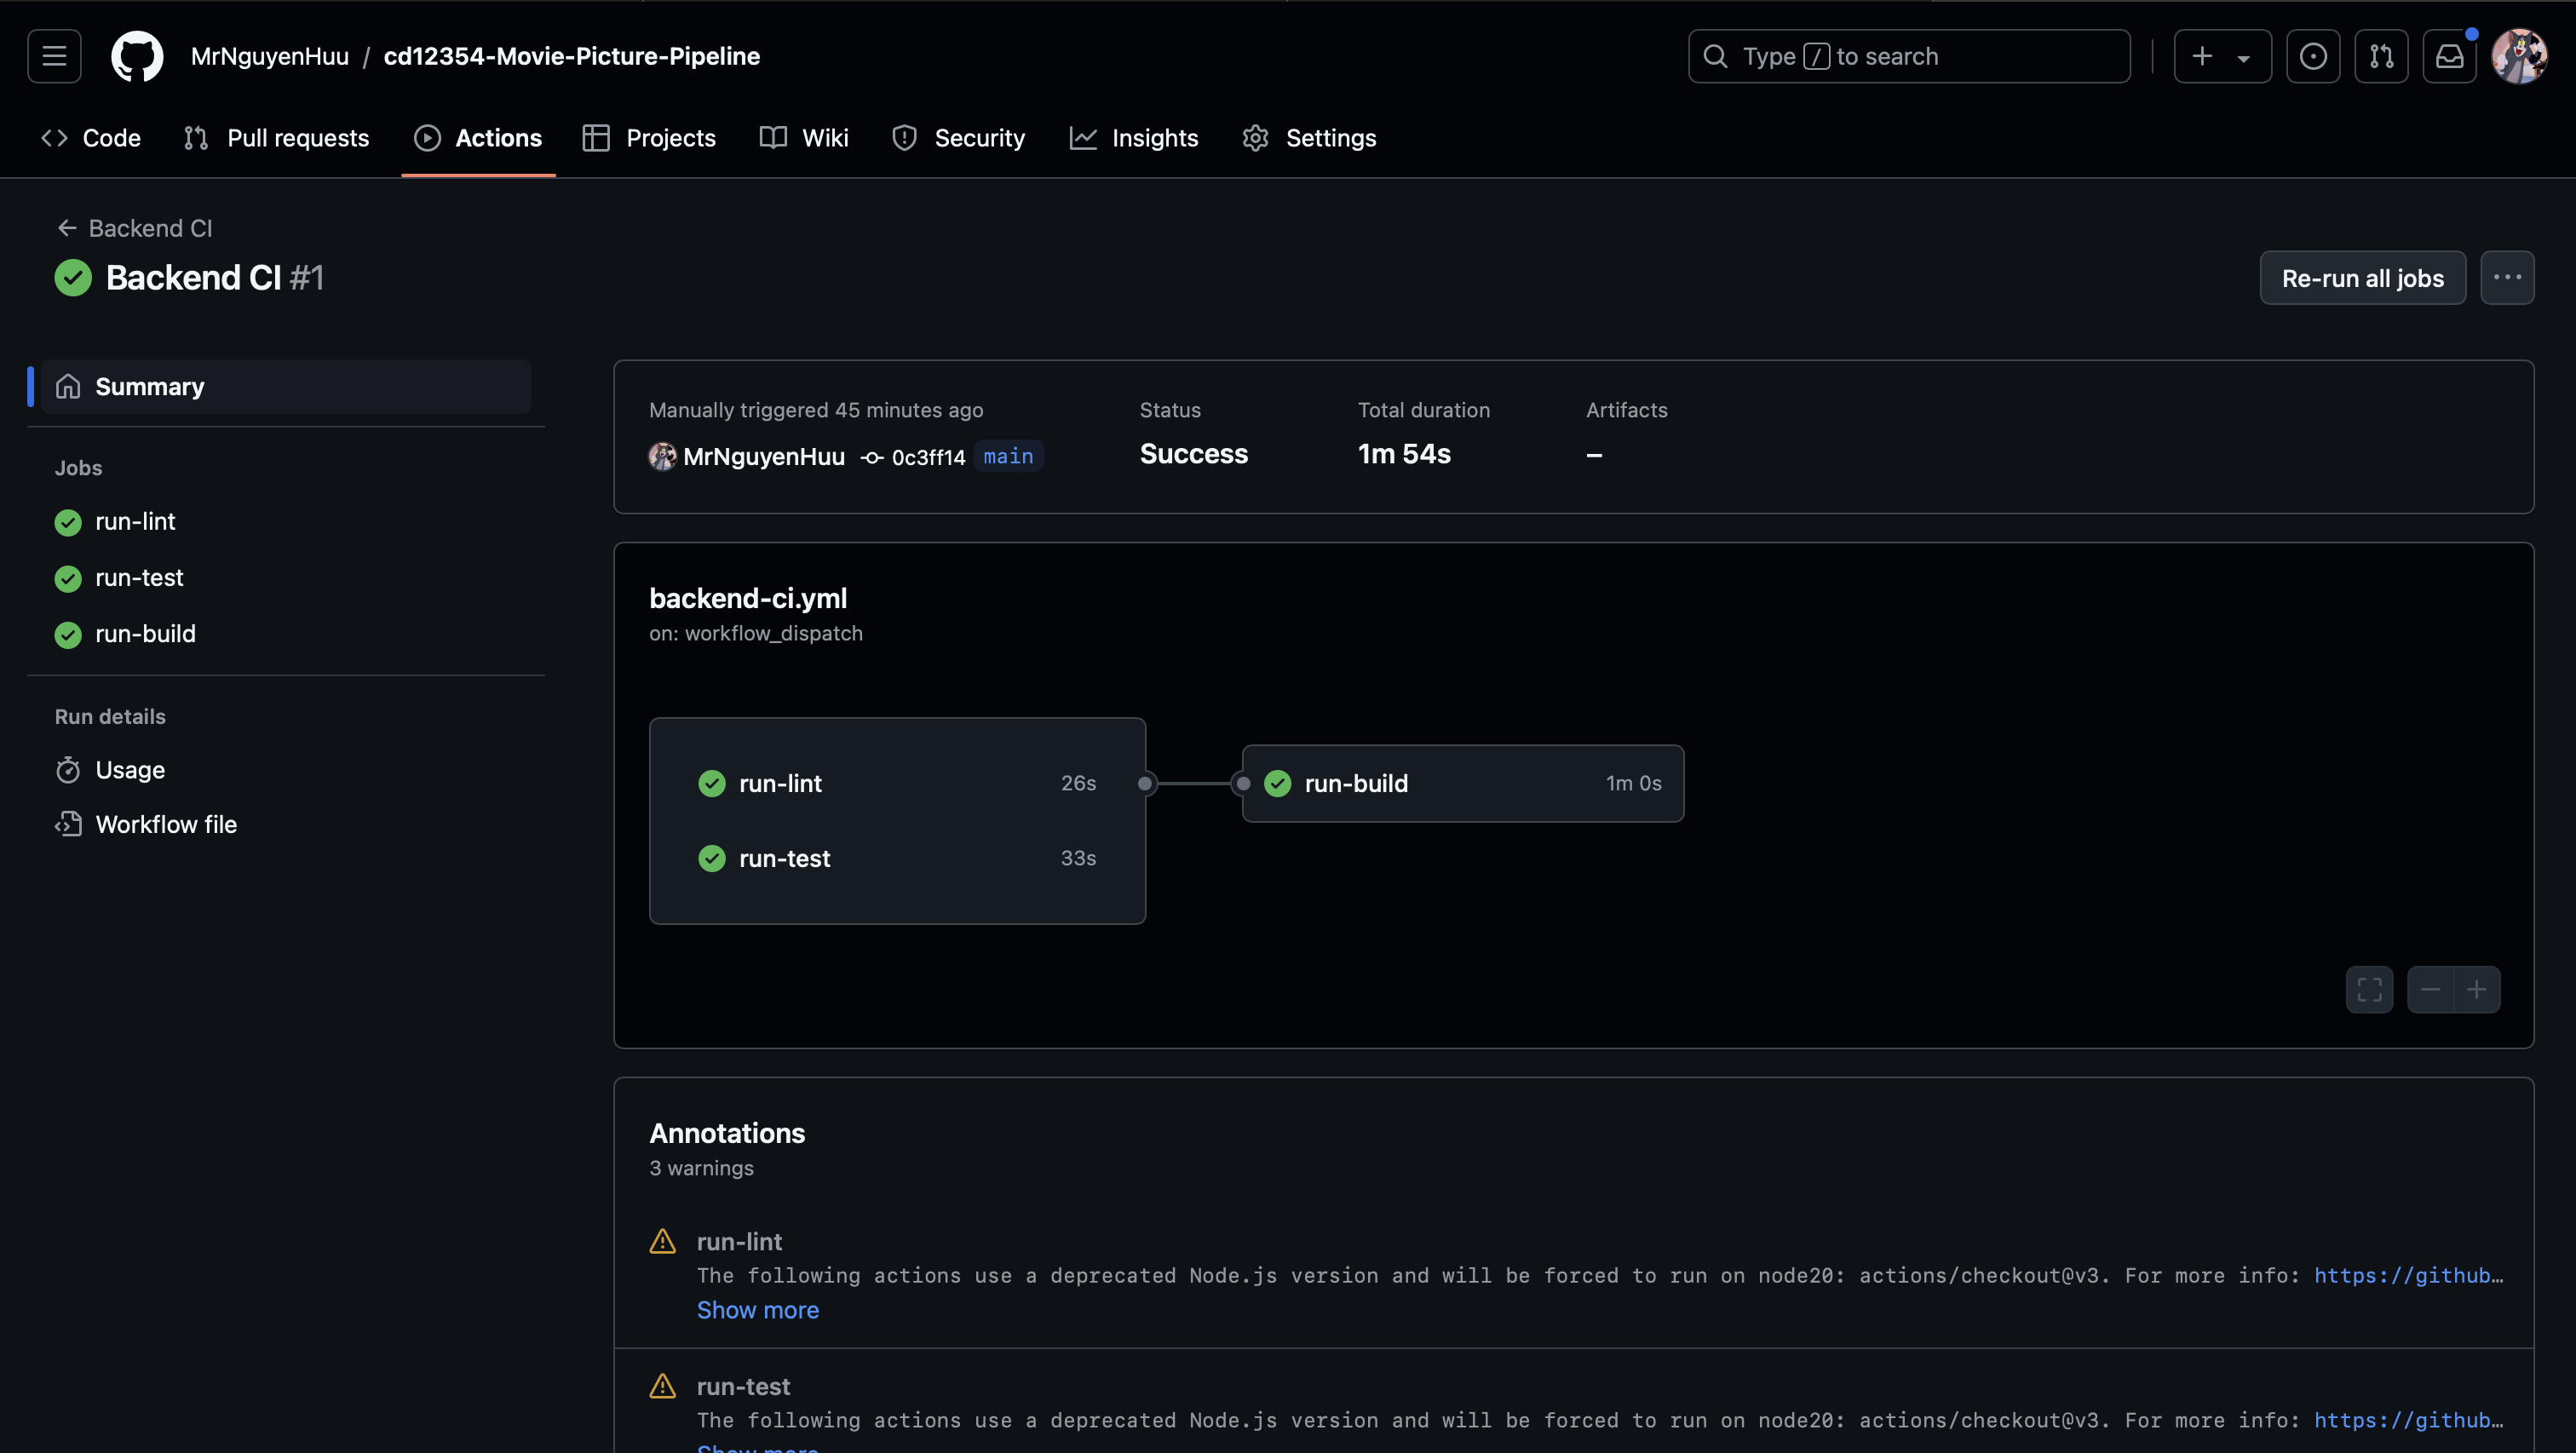 MrNguyenHuu / cd12354-Movie-Picture-Pipeline
Type / to search
Code
Pull requests
Actions
Projects
Wiki
Security
Insights
Settings
Backend CI
Backend CI #1
Re-run all jobs
Summary
Jobs
run-lint
run-test
run-build
Run details
Usage
Workflow file
Manually triggered 45 minutes ago
MrNguyenHuu 0c3ff14 main
Status
Success
Total duration
1m 54s
Artifacts
–
backend-ci.yml
on: workflow_dispatch
run-lint 26s
run-test 33s
run-build 1m 0s
Annotations
3 warnings
run-lint
The following actions use a deprecated Node.js version and will be forced to run on node20: actions/checkout@v3. For more info: https://github…
Show more
run-test
The following actions use a deprecated Node.js version and will be forced to run on node20: actions/checkout@v3. For more info: https://github…
Show more